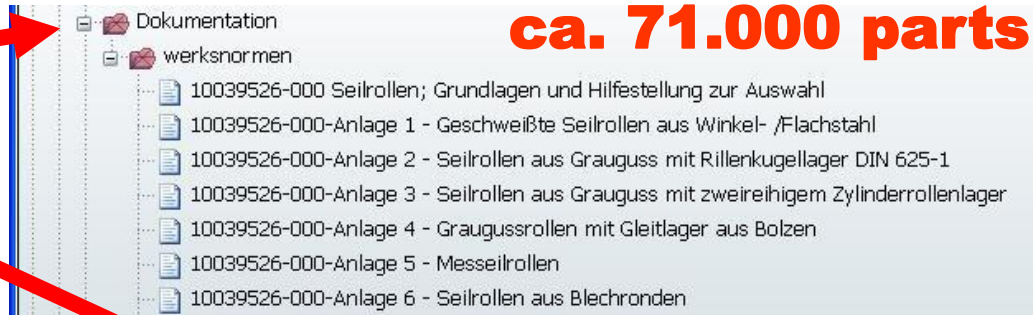 Dokumentation
ca. 71.000 parts
werksnormen
10039526-000 Seilrollen; Grundlagen und Hilfestellung zur Auswahl
10039526-000-Anlage 1 - Geschweißte Seilrollen aus Winkel- /Flachstahl
10039526-000-Anlage 2 - Seilrollen aus Grauguss mit Rillenkugellager DIN 625-1
10039526-000-Anlage 3 - Seilrollen aus Grauguss mit zweireihigem Zylinderrollenlager
10039526-000-Anlage 4 - Graugussrollen mit Gleitlager aus Bolzen
10039526-000-Anlage 5 - Messeilrollen
10039526-000-Anlage 6 - Seilrollen aus Blechronden